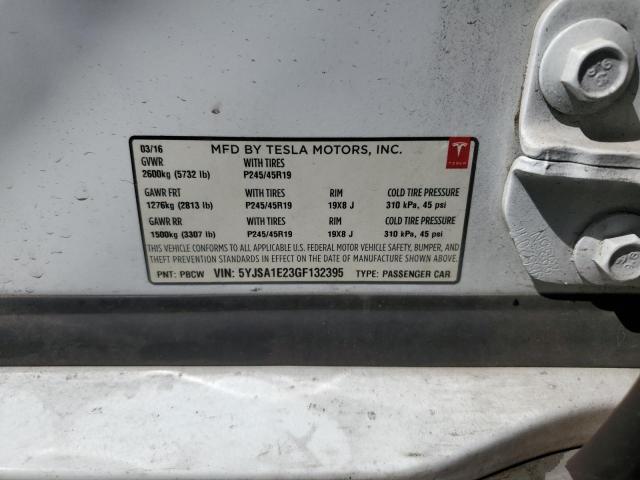 03/16 MFD BY TESLA MOTORS, INC.
GVWR WITH TIRES
2600kg (5732 lb) P245/45R19
TESLA
GAWR FRT WITH TIRES RIM COLD TIRE PRESSURE
1276kg (2813 lb) P245/45R19 19X8 J 310 kPa, 45 psi
GAWR RR WITH TIRES RIM COLD TIRE PRESSURE
1500kg (3307 lb) P245/45R19 19X8 J 310 kPa, 45 psi
THIS VEHICLE CONFORMS TO ALL APPLICABLE U.S. FEDERAL MOTOR VEHICLE SAFETY, BUMPER, AND
THEFT PREVENTION STANDARDS IN EFFECT ON THE DATE OF MANUFACTURE SHOWN ABOVE.
PNT: PBCW VIN: 5YJSA1E23GF132395 TYPE: PASSENGER CAR